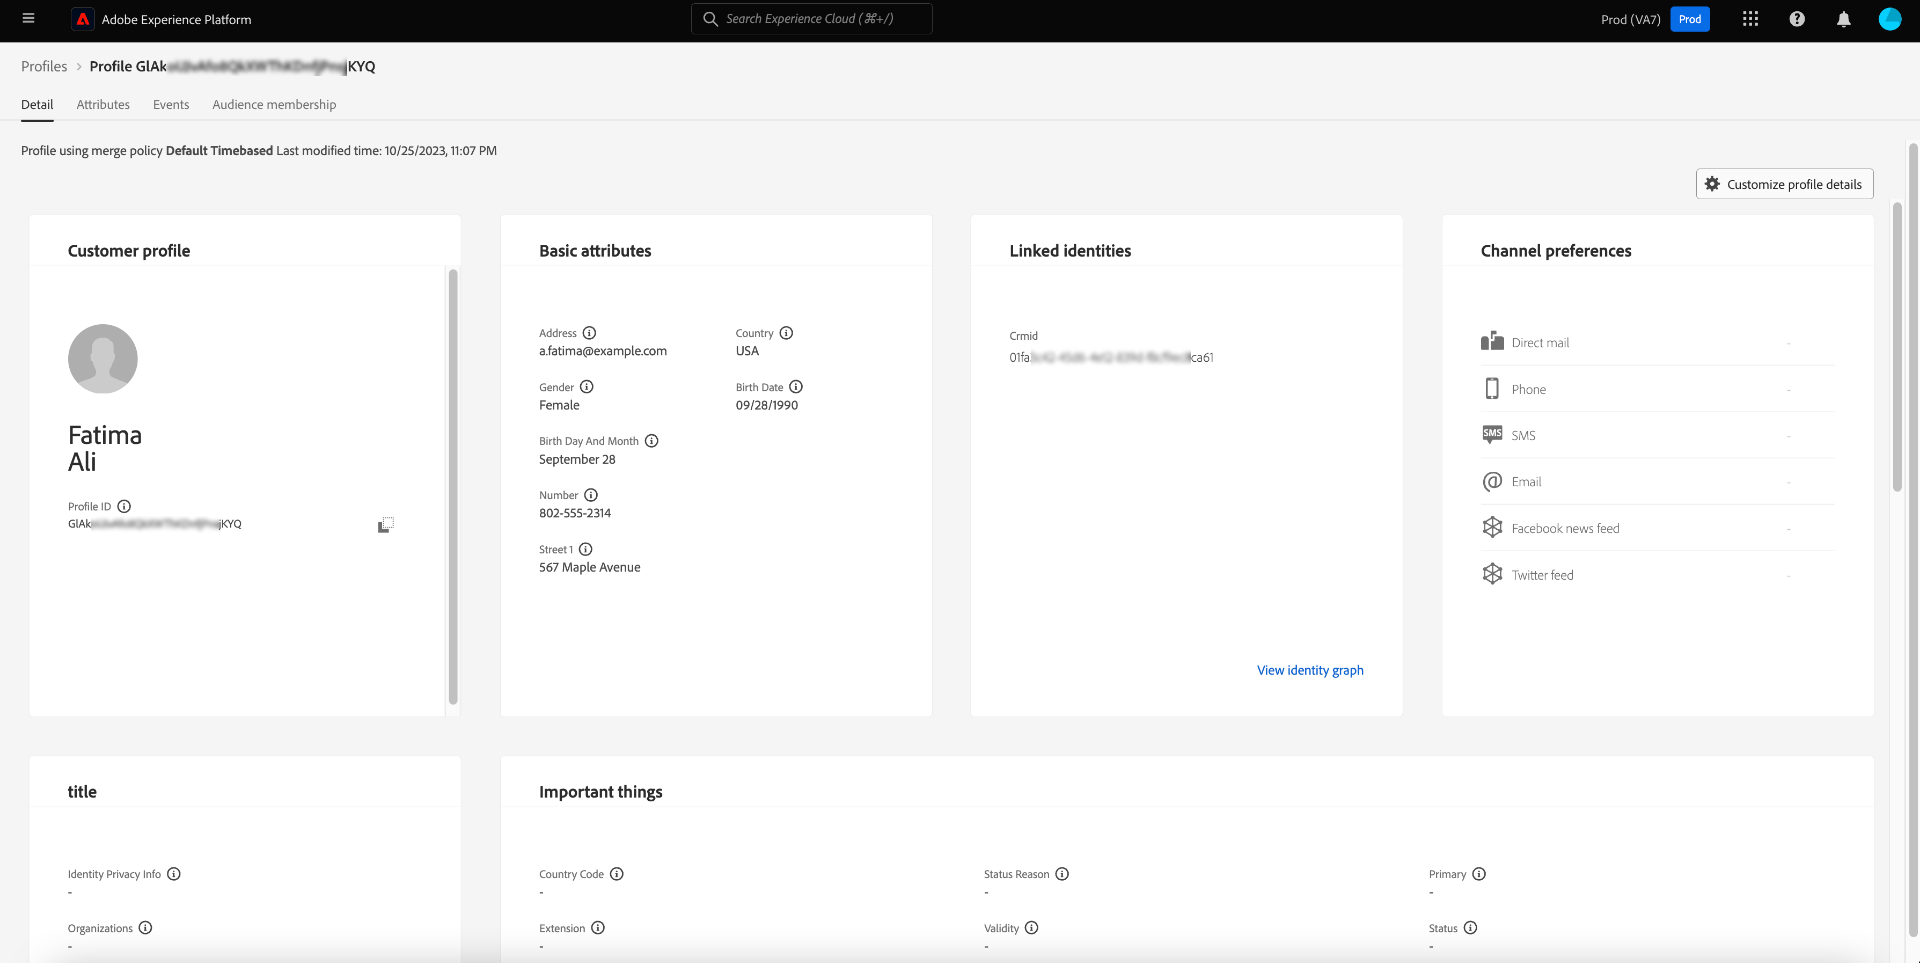 Adobe Experience Platform
Search Experience Cloud (⌘+/)
Prod (VA7)
Prod
Profiles > Profile GlAk KYQ
Detail Attributes Events Audience membership
Profile using merge policy Default Timebased Last modified time: 10/25/2023, 11:07 PM
Customize profile details
Customer profile
Fatima
Ali
Profile ID
GlAk KYQ
Basic attributes
Address
a.fatima@example.com
Country
USA
Gender
Female
Birth Date
09/28/1990
Birth Day And Month
September 28
Number
802-555-2314
Street 1
567 Maple Avenue
Linked identities
Crmid
01fa ca61
View identity graph
Channel preferences
Direct mail -
Phone -
SMS
SMS -
Email -
Facebook news feed -
Twitter feed -
title
Identity Privacy Info
-
Organizations
-
Important things
Country Code
-
Status Reason
-
Primary
-
Extension
-
Validity
-
Status
-